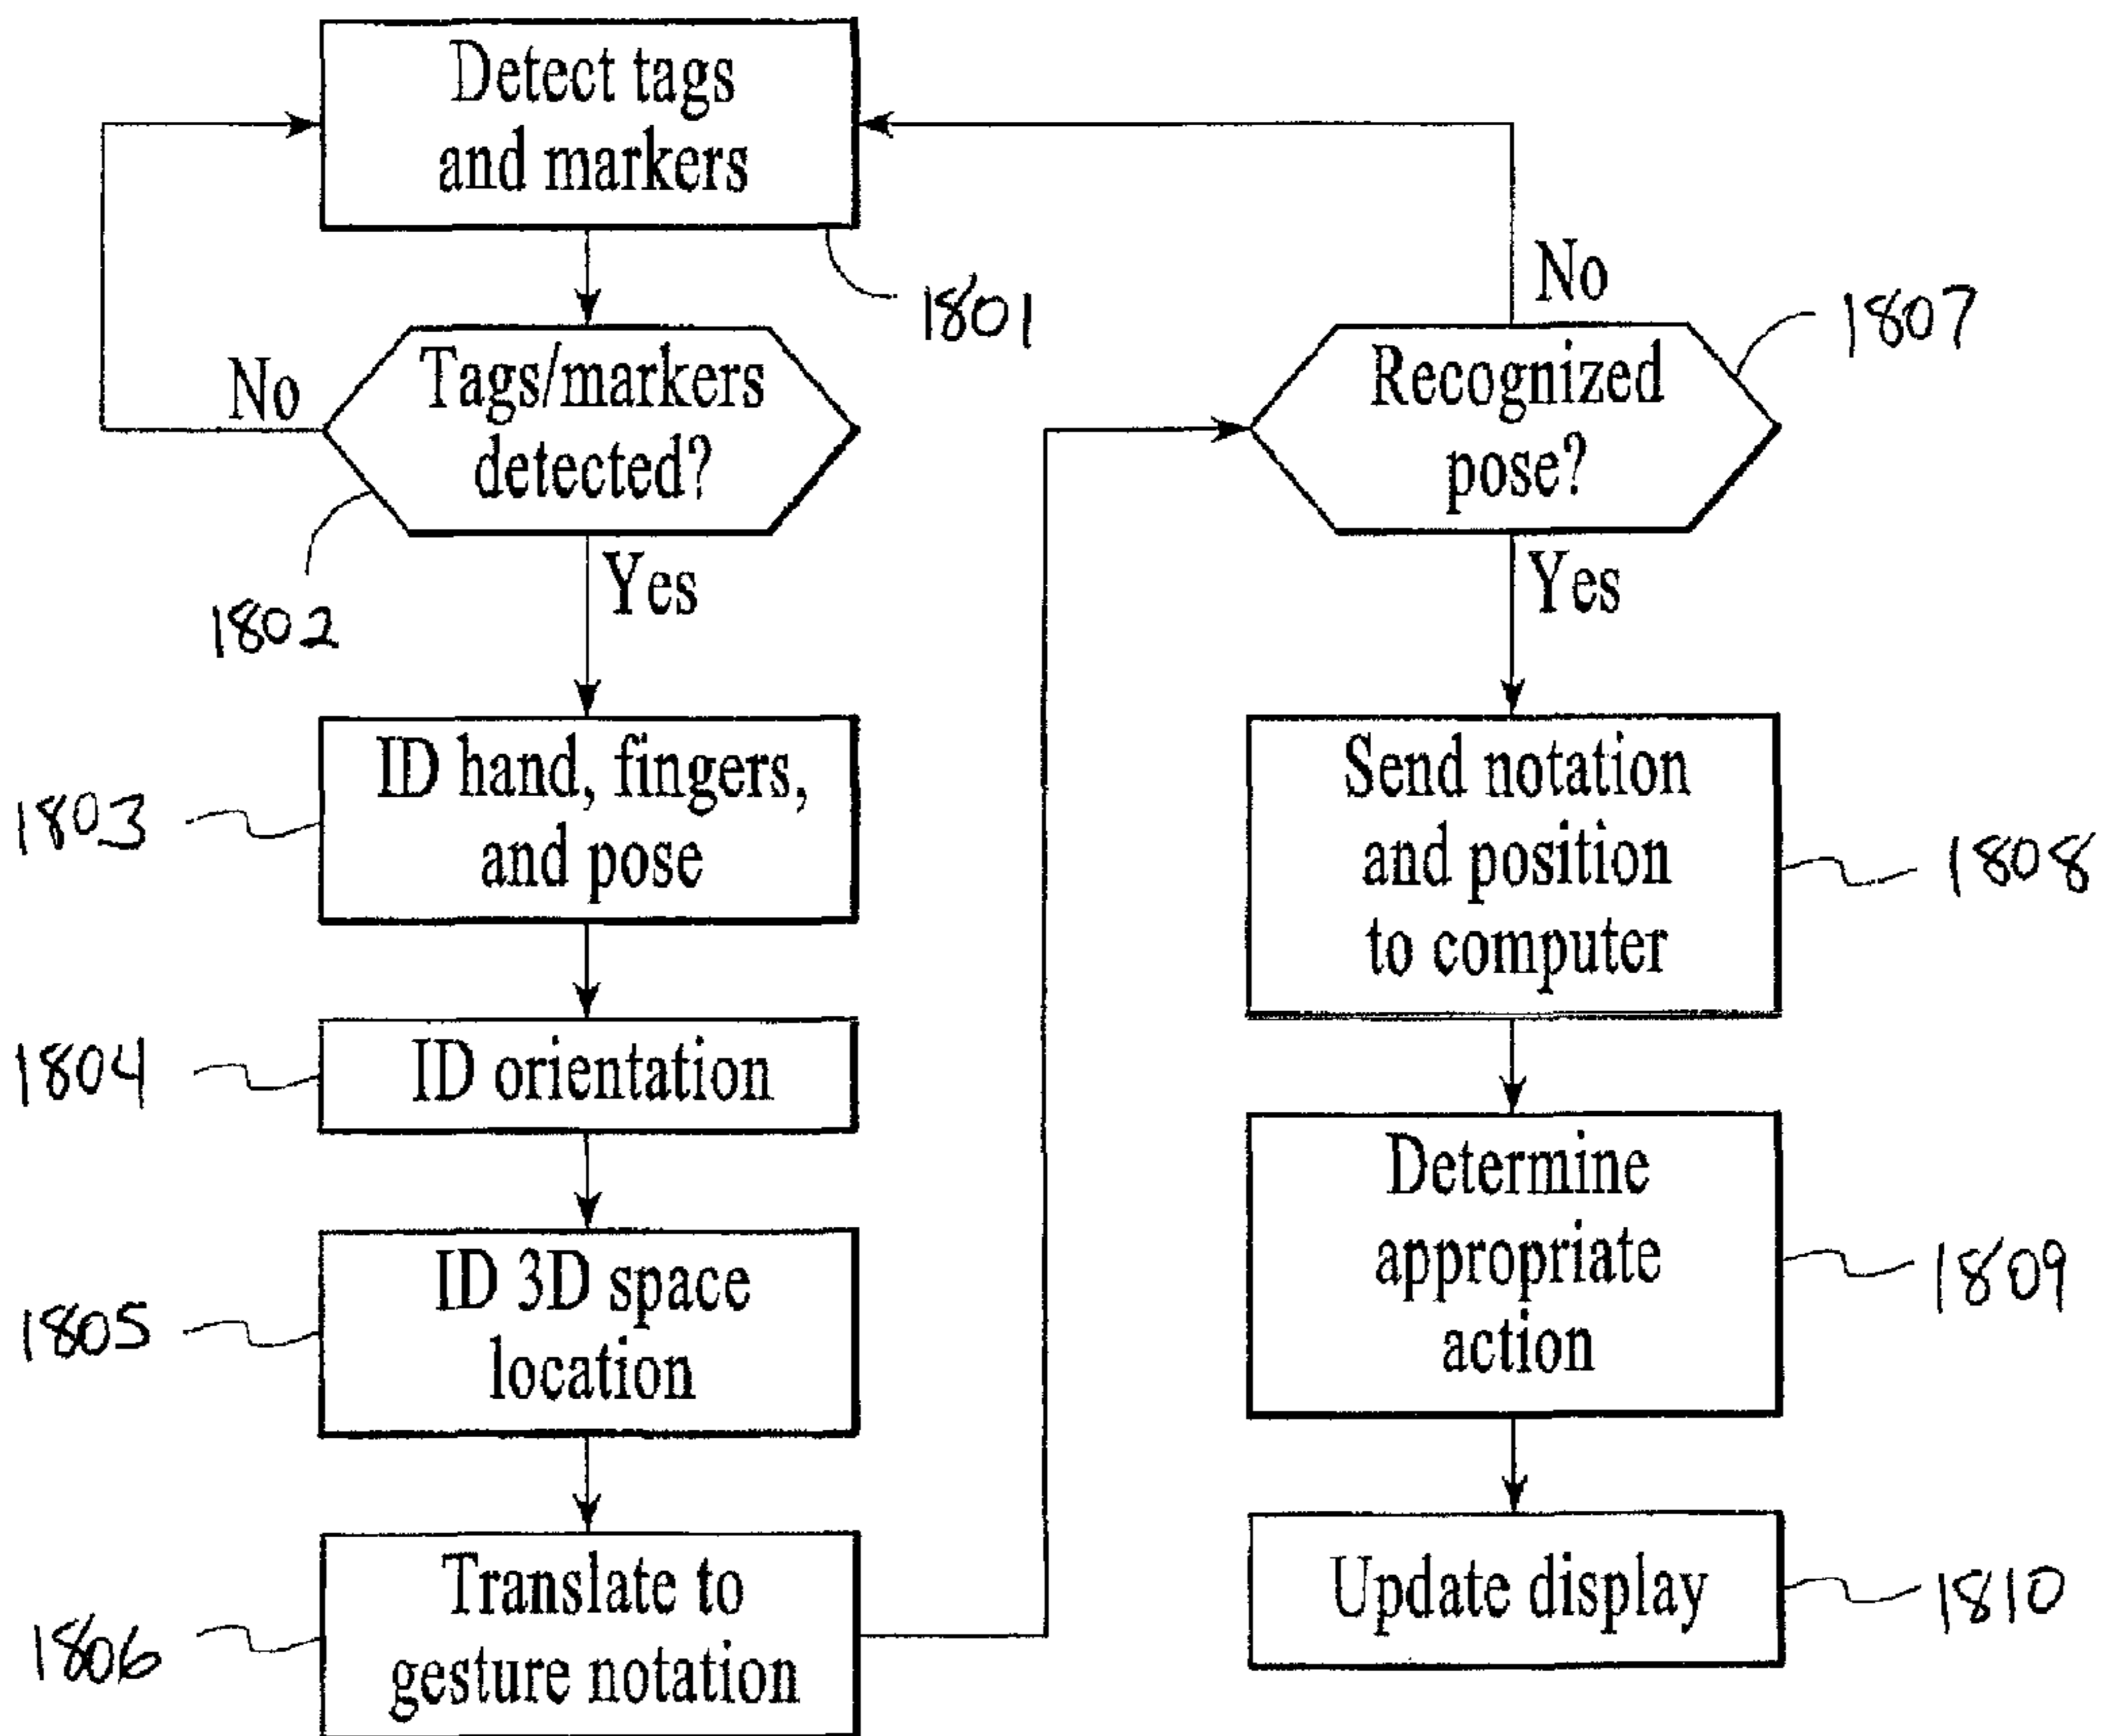 Detect tags
and markers
1801
Tags/markers
detected?
No
1802
Yes
ID hand, fingers,
and pose
1803
ID orientation
1804
ID 3D space
location
1805
Translate to
gesture notation
1806
Recognized
pose?
No
1807
Yes
Send notation
and position
to computer
1808
Determine
appropriate
action
1809
Update display
1810